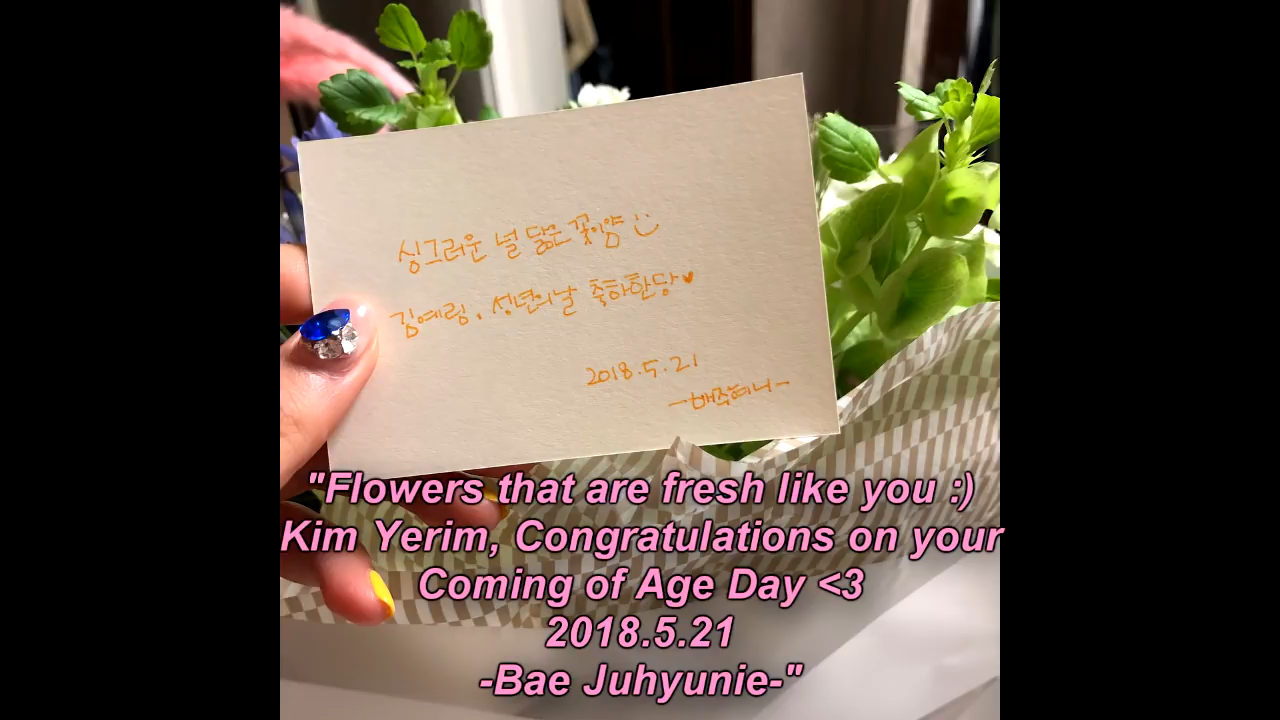 싱그러운 널 닮은 꽃이양 :)
김예림. 성년의날 축하한당♥
2018.5.21
-배주혀니-
"Flowers that are fresh like you :)
Kim Yerim, Congratulations on your
Coming of Age Day <3
2018.5.21
-Bae Juhyunie-"